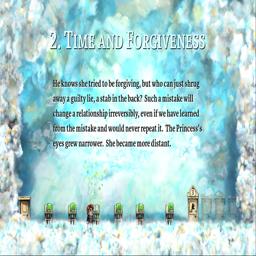 2. Time and Forgiveness
He knows she tried to be forgiving, but who can just shrug
away a guilty lie, a stab in the back? Such a mistake will
change a relationship irreversibly, even if we have learned
from the mistake and would never repeat it. The Princess's
eyes grew narrower. She became more distant.